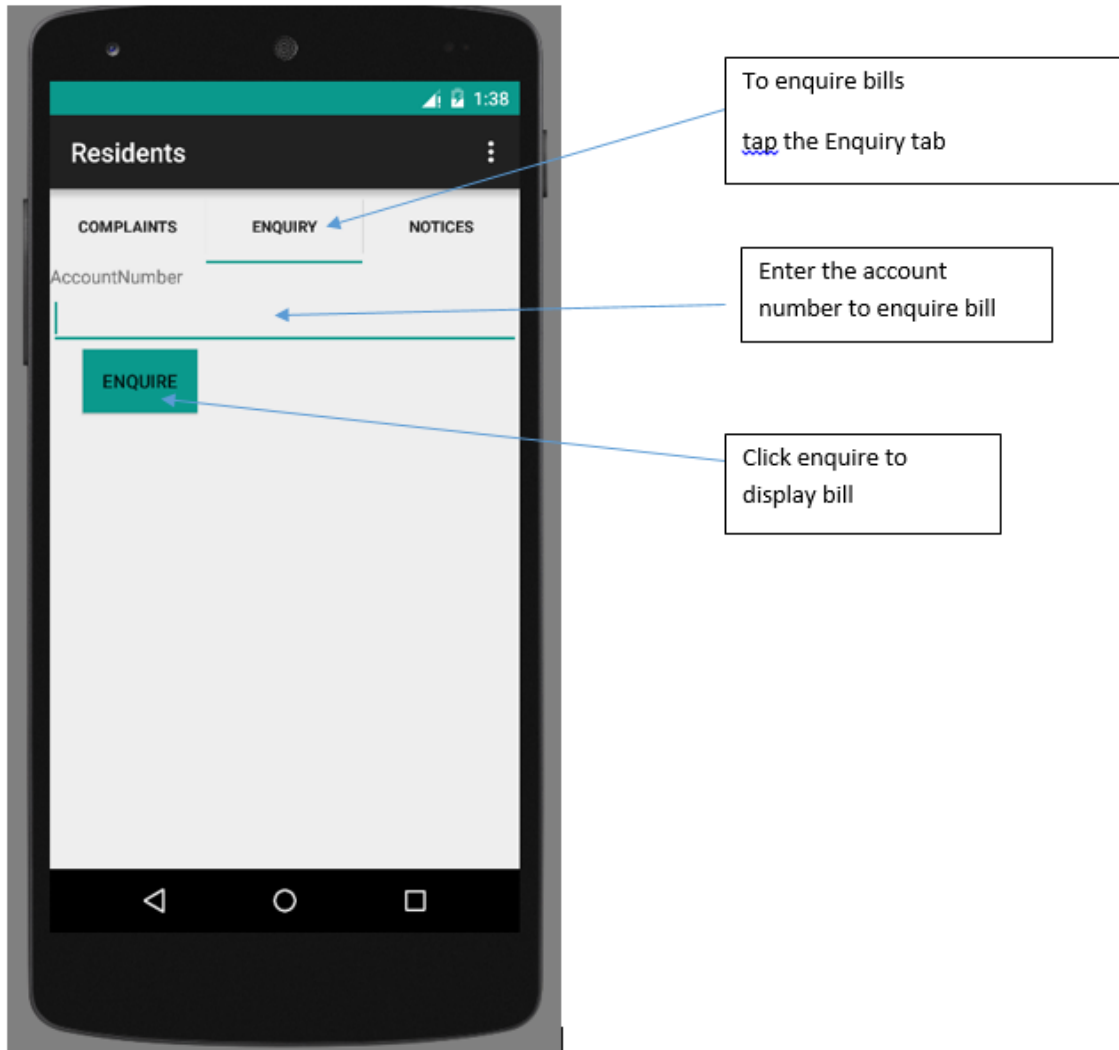 1:38
Residents
COMPLAINTS ENQUIRY NOTICES
AccountNumber
ENQUIRE
To enquire bills
tap the Enquiry tab
Enter the account
number to enquire bill
Click enquire to
display bill